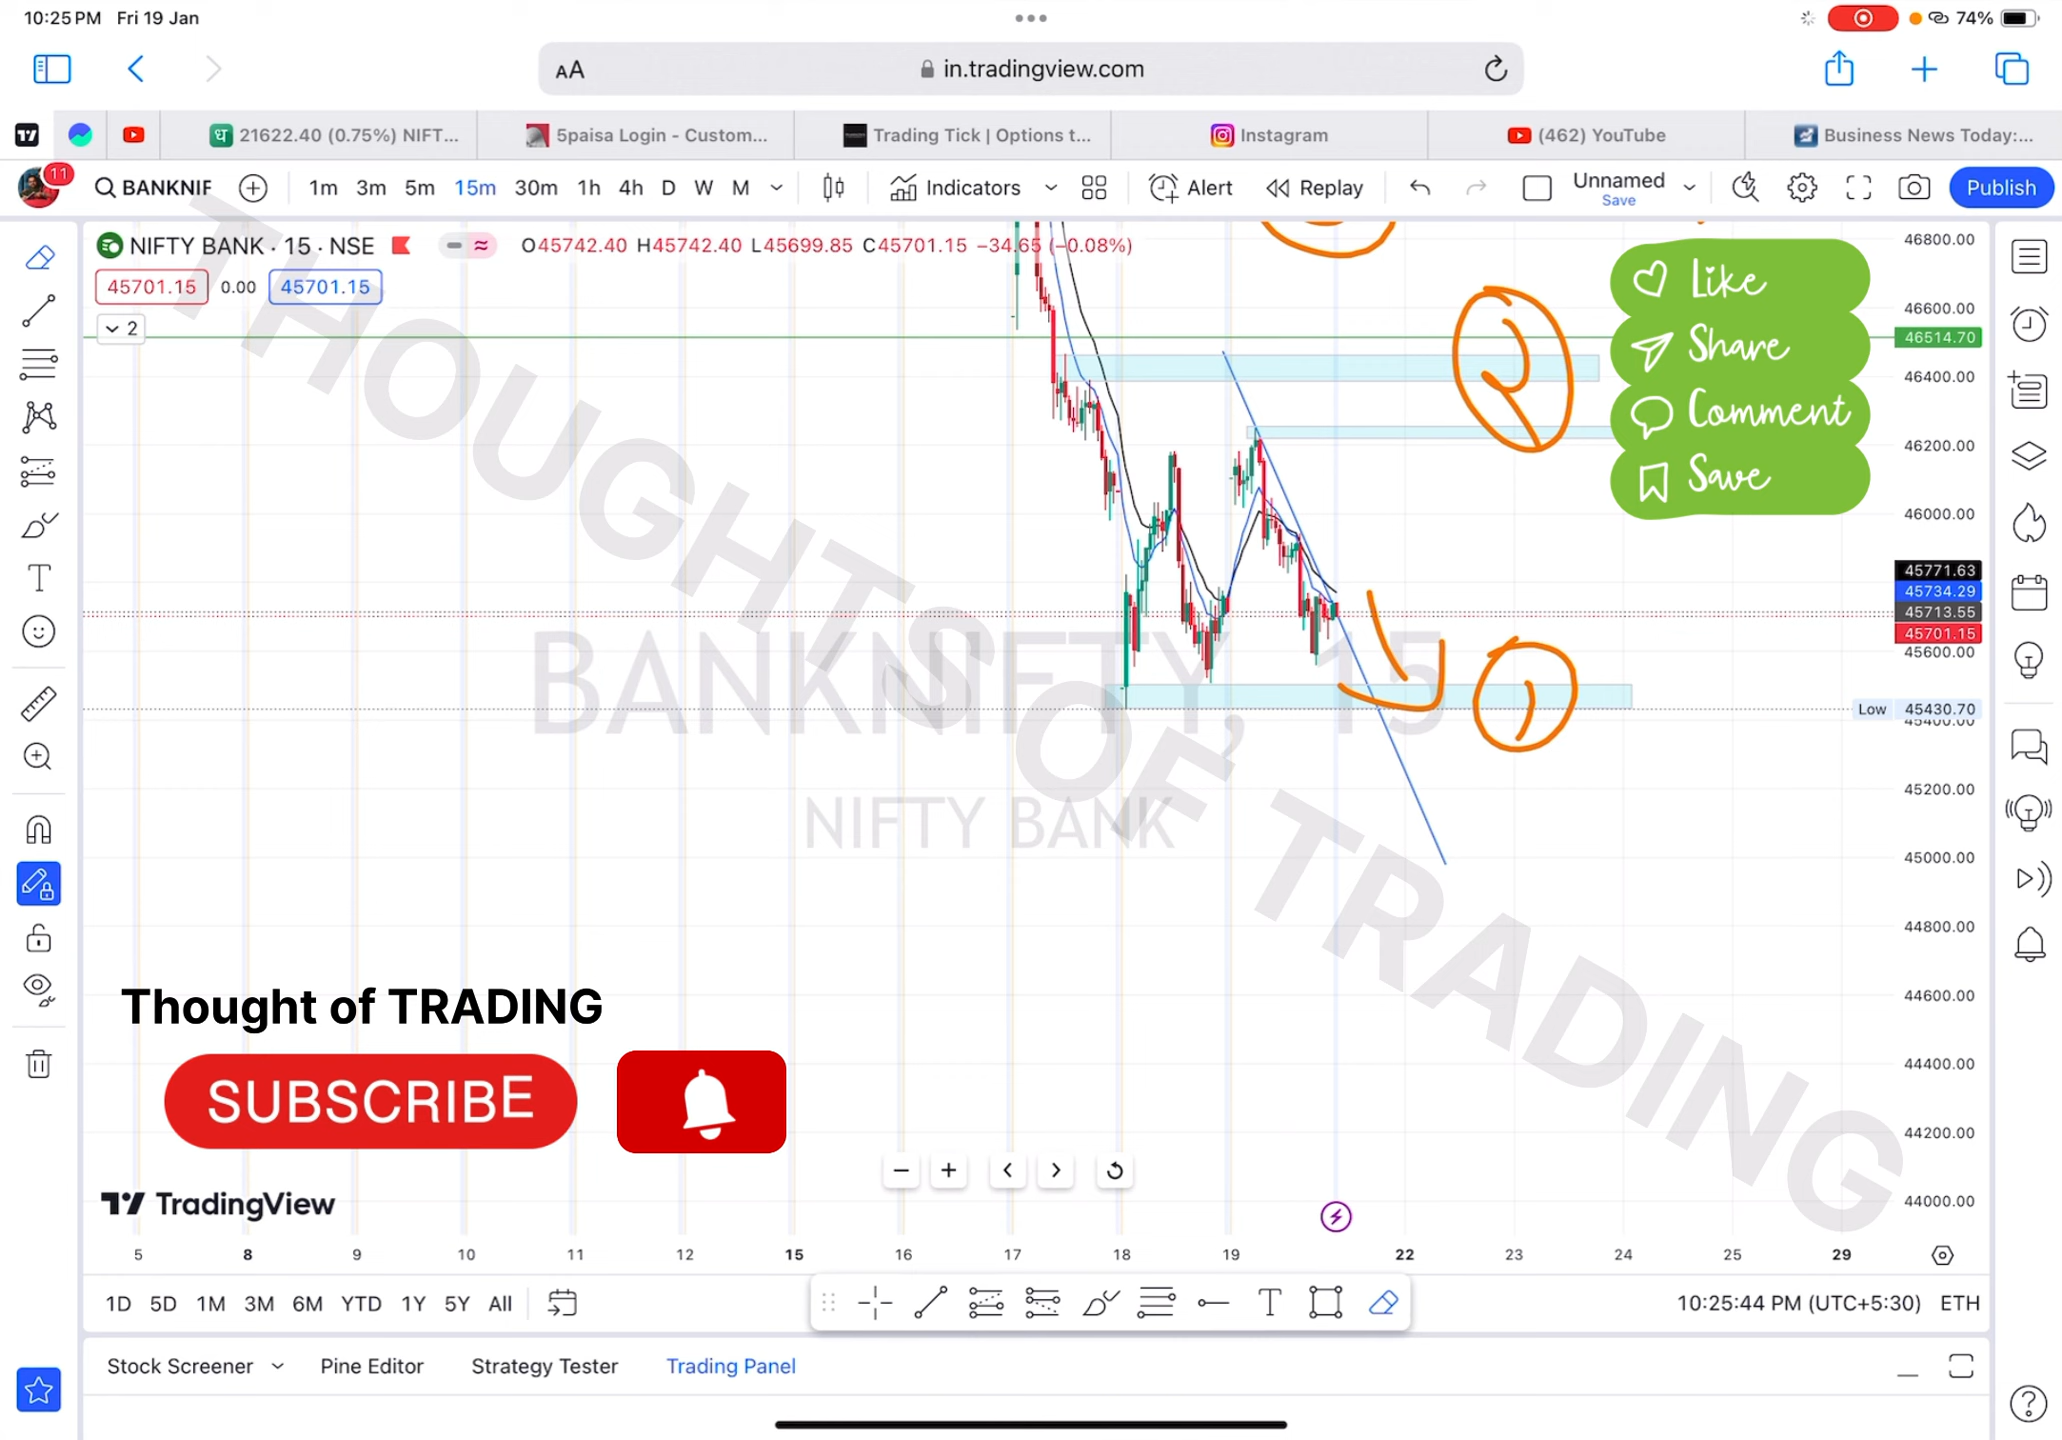 10:25 PM Fri 19 Jan
74%
AA in.tradingview.com
21622.40 (0.75%) NIFT... 5paisa Login - Custom... Trading Tick | Options t... Instagram (462) YouTube Business News Today:...
11
BANKNIF 1m 3m 5m 15m 30m 1h 4h D W M Indicators Alert Replay Unnamed Publish
Save
NIFTY BANK · 15 · NSE O45742.40 H45742.40 L45699.85 C45701.15 −34.65 (−0.08%)
45701.15 0.00 45701.15
2
Like
Share
Comment
Save
46800.00
46600.00
46514.70
46400.00
46200.00
46000.00
45771.63
45734.29
45713.55
45701.15
45600.00
Low 45430.70
45400.00
45200.00
45000.00
44800.00
44600.00
44400.00
44200.00
44000.00
BANKNIFTY, 15
NIFTY BANK
THOUGHTS OF TRADING
Thought of TRADING
SUBSCRIBE
TradingView
5 8 9 10 11 12 15 16 17 18 19 22 23 24 25 29
1D 5D 1M 3M 6M YTD 1Y 5Y All
T
10:25:44 PM (UTC+5:30) ETH
Stock Screener Pine Editor Strategy Tester Trading Panel